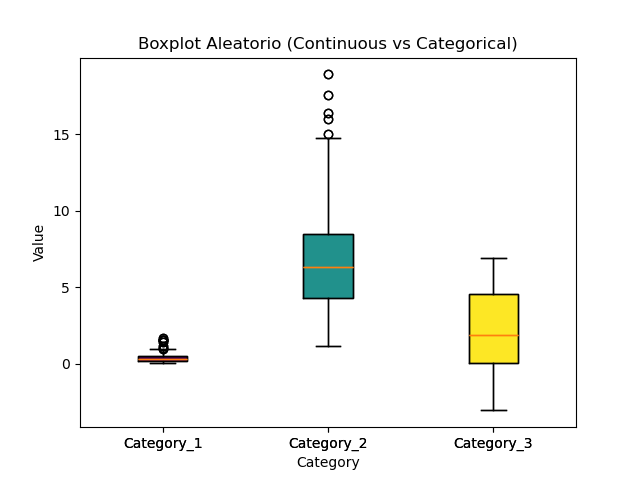 Boxplot Aleatorio (Continuous vs Categorical)
15
10
5
0
Value
Category_1
Category_2
Category_3
Category